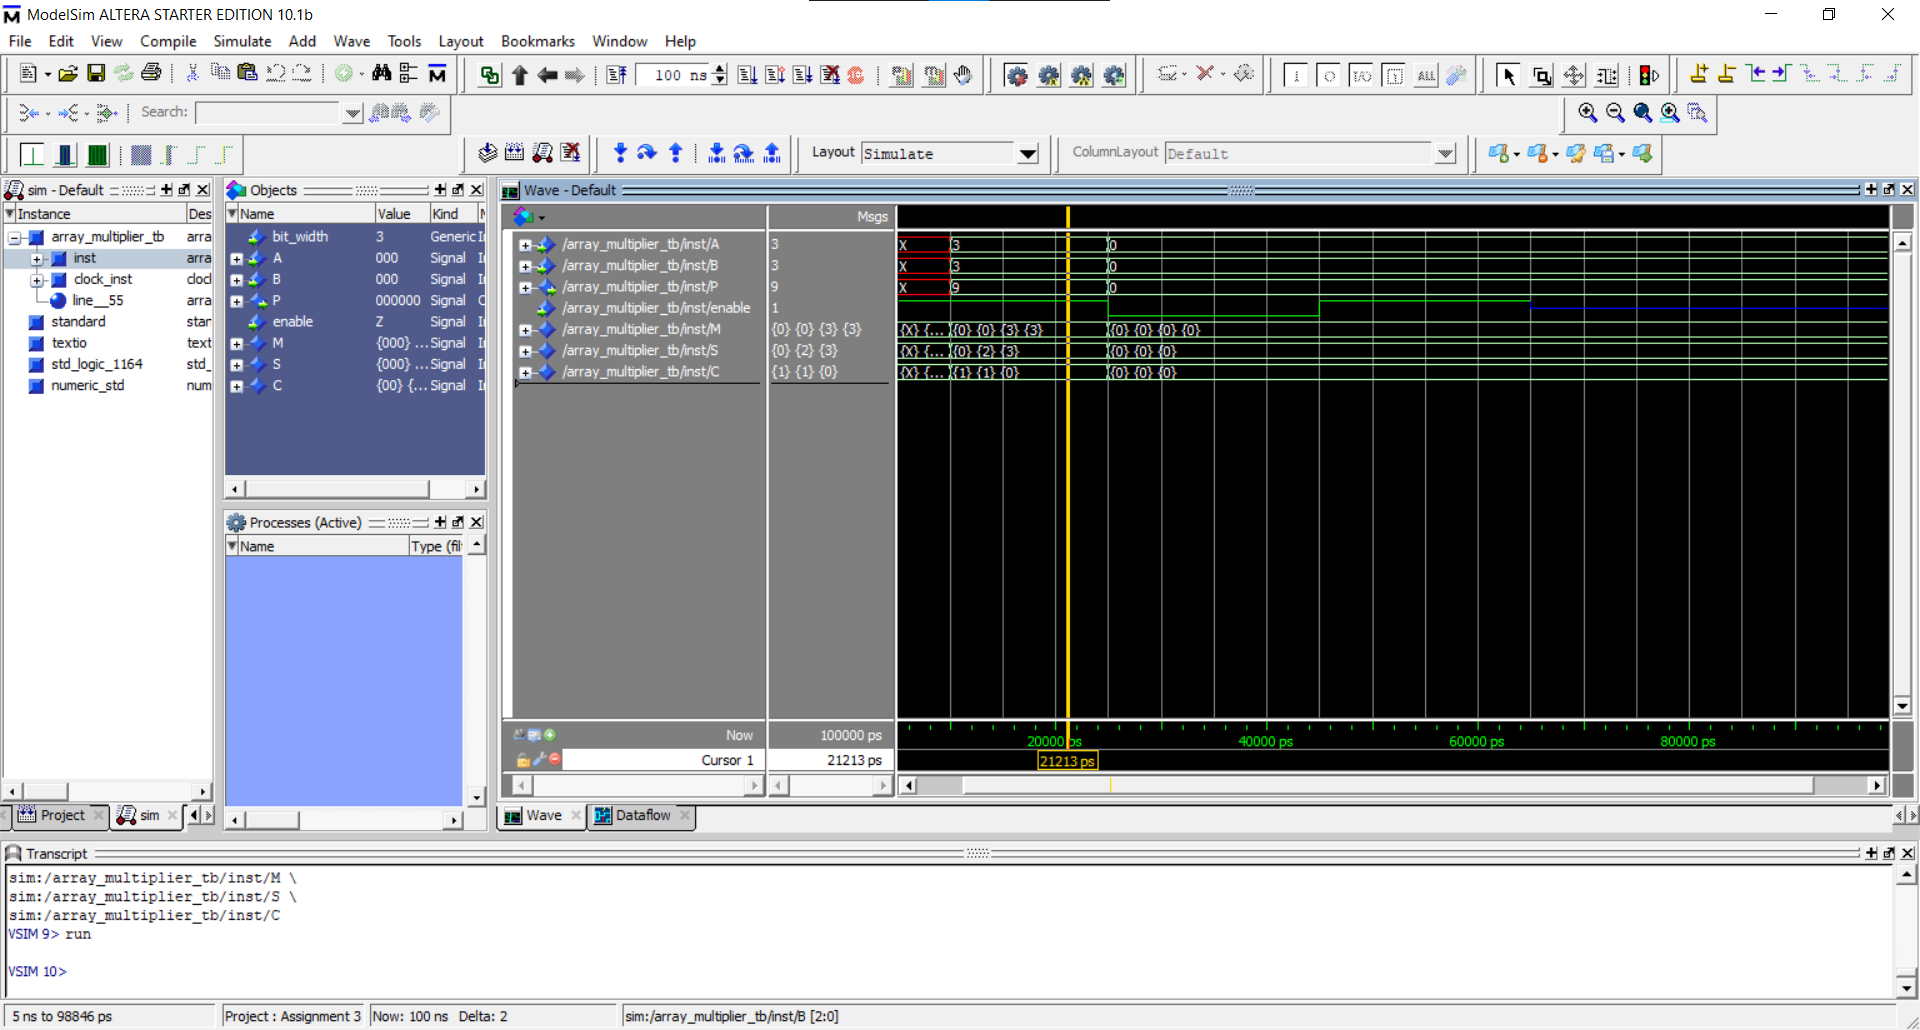 ModelSim ALTERA STARTER EDITION 10.1b
File Edit View Compile Simulate Add Wave Tools Layout Bookmarks Window Help
100 ns
ALL
Search:
Layout Simulate
ColumnLayout Default
sim - Default
Instance Des
array_multiplier_tb arra
inst arra
clock_inst cloc
line__55 arra
standard stan
textio text
std_logic_1164 std_
numeric_std num
Project sim
Objects
Name Value Kind
bit_width 3 Generic
A 000 Signal
B 000 Signal
P 000000 Signal
enable Z Signal
M {000} ... Signal
S {000} ... Signal
C {00} {... Signal
Processes (Active)
Name Type (filt
Wave - Default
Msgs
/array_multiplier_tb/inst/A 3 X 3 0
/array_multiplier_tb/inst/B 3 X 3 0
/array_multiplier_tb/inst/P 9 X 9 0
/array_multiplier_tb/inst/enable 1
/array_multiplier_tb/inst/M {0} {0} {3} {3} {X} {... {0} {0} {3} {3} {0} {0} {0} {0}
/array_multiplier_tb/inst/S {0} {2} {3} {X} {... {0} {2} {3} {0} {0} {0}
/array_multiplier_tb/inst/C {1} {1} {0} {X} {... {1} {1} {0} {0} {0} {0}
Now 100000 ps 20000 ps 40000 ps 60000 ps 80000 ps
Cursor 1 21213 ps 21213 ps
Wave Dataflow
Transcript
sim:/array_multiplier_tb/inst/M \
sim:/array_multiplier_tb/inst/S \
sim:/array_multiplier_tb/inst/C
VSIM 9> run
VSIM 10>
5 ns to 98846 ps Project : Assignment 3 Now: 100 ns Delta: 2 sim:/array_multiplier_tb/inst/B [2:0]